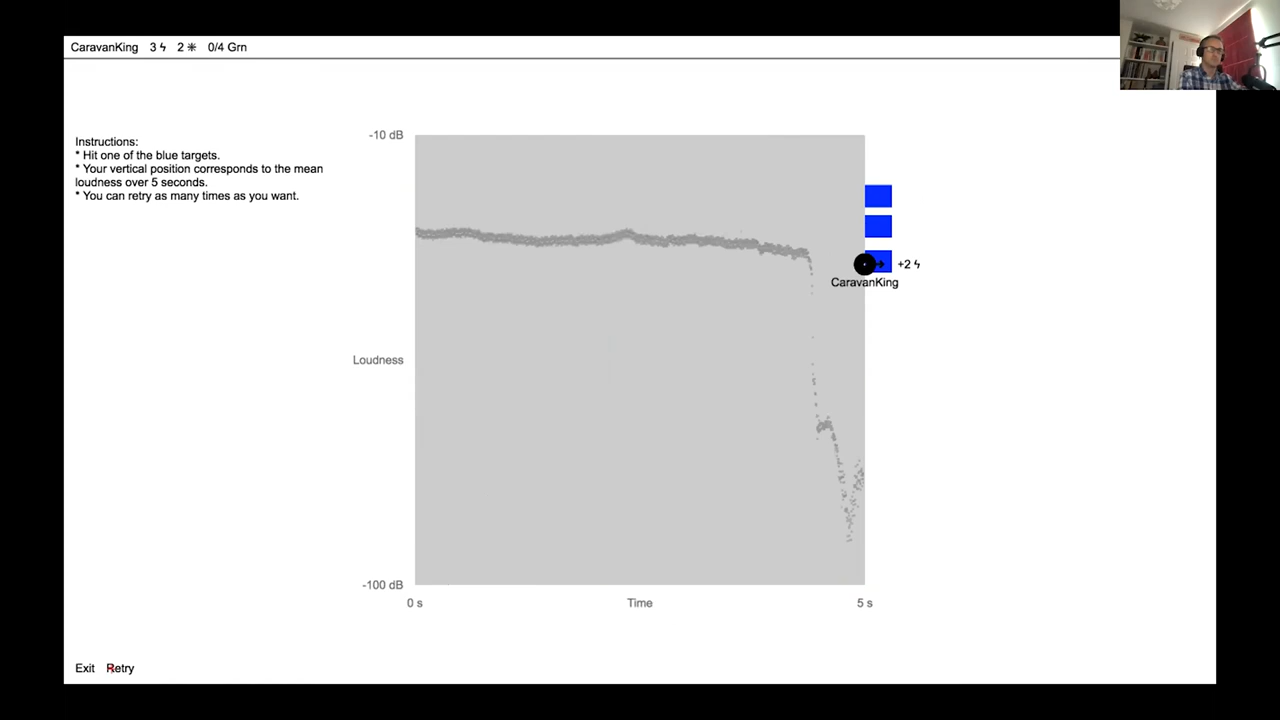 CaravanKing 3 ϟ 2 ✳ 0/4 Grn
Instructions:
* Hit one of the blue targets.
* Your vertical position corresponds to the mean
loudness over 5 seconds.
* You can retry as many times as you want.
-10 dB
+2 ϟ
CaravanKing
Loudness
-100 dB
0 s
Time
5 s
Exit
Retry